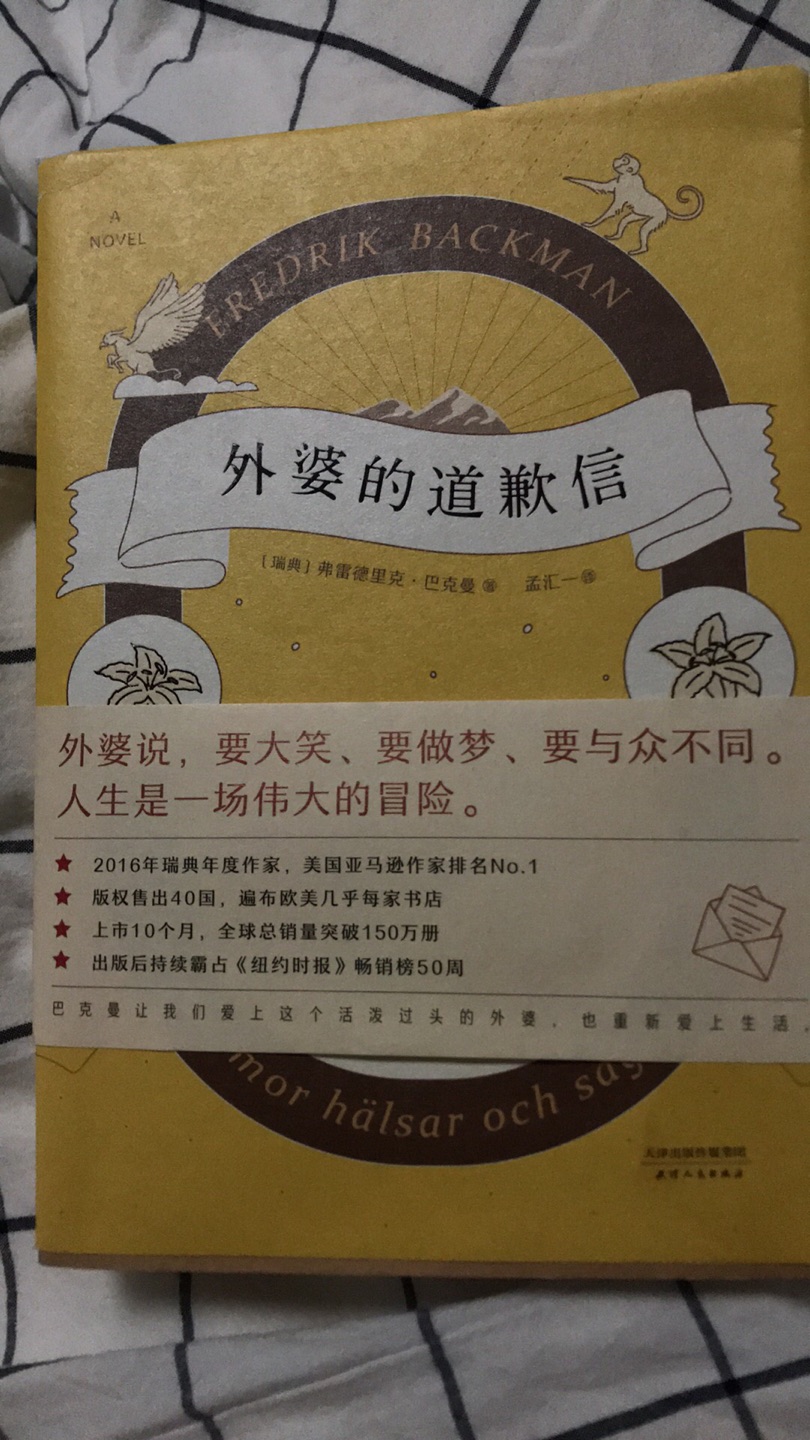 A
NOVEL
FREDRIK BACKMAN
外婆的道歉信
〔瑞典〕弗雷德里克·巴克曼 著 孟汇一 译
外婆说，要大笑、要做梦、要与众不同。
人生是一场伟大的冒险。
2016年瑞典年度作家，美国亚马逊作家排名No.1
版权售出40国，遍布欧美几乎每家书店
上市10个月，全球总销量突破150万册
出版后持续霸占《纽约时报》畅销榜50周
巴克曼让我们爱上这个活泼过头的外婆，也重新爱上生活，
mor hälsar och säg
天津出版传媒集团
天津人民出版社